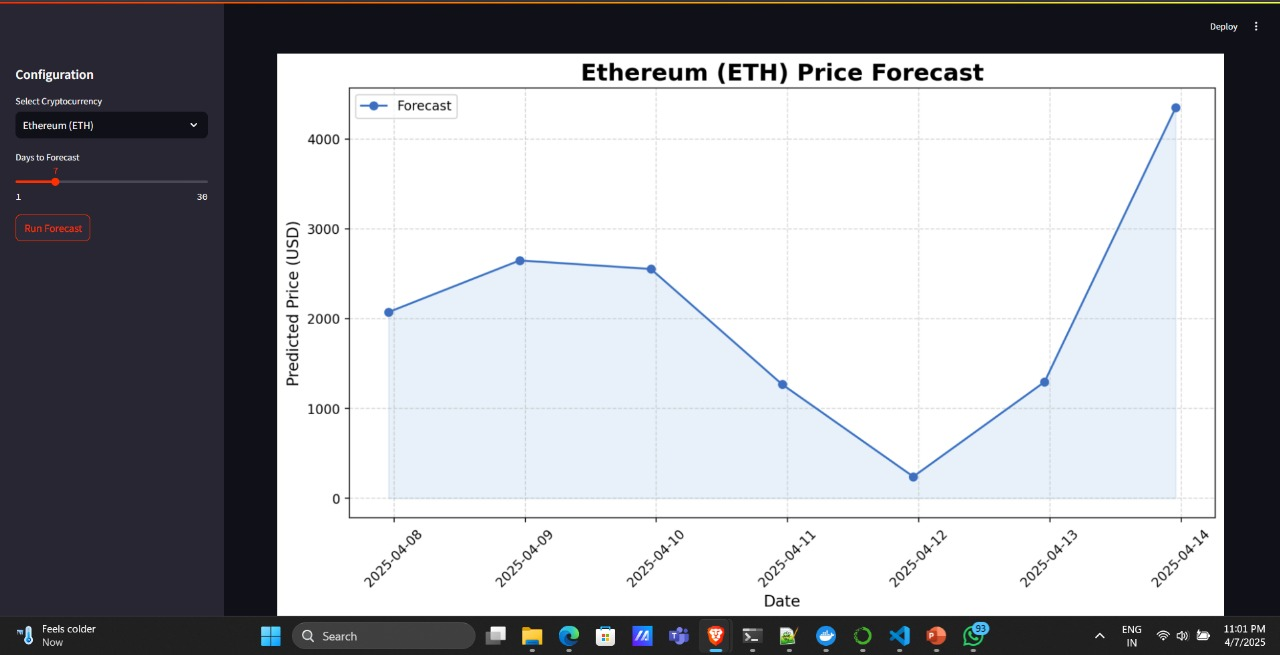 Deploy
Configuration
Select Cryptocurrency
Ethereum (ETH)
Days to Forecast
7
1 30
Run Forecast
Ethereum (ETH) Price Forecast
Forecast
Predicted Price (USD)
4000
3000
2000
1000
0
2025-04-08
2025-04-09
2025-04-10
2025-04-11
2025-04-12
2025-04-13
2025-04-14
Date
Feels colder
Now
Search
93
ENG
IN
11:01 PM
4/7/2025